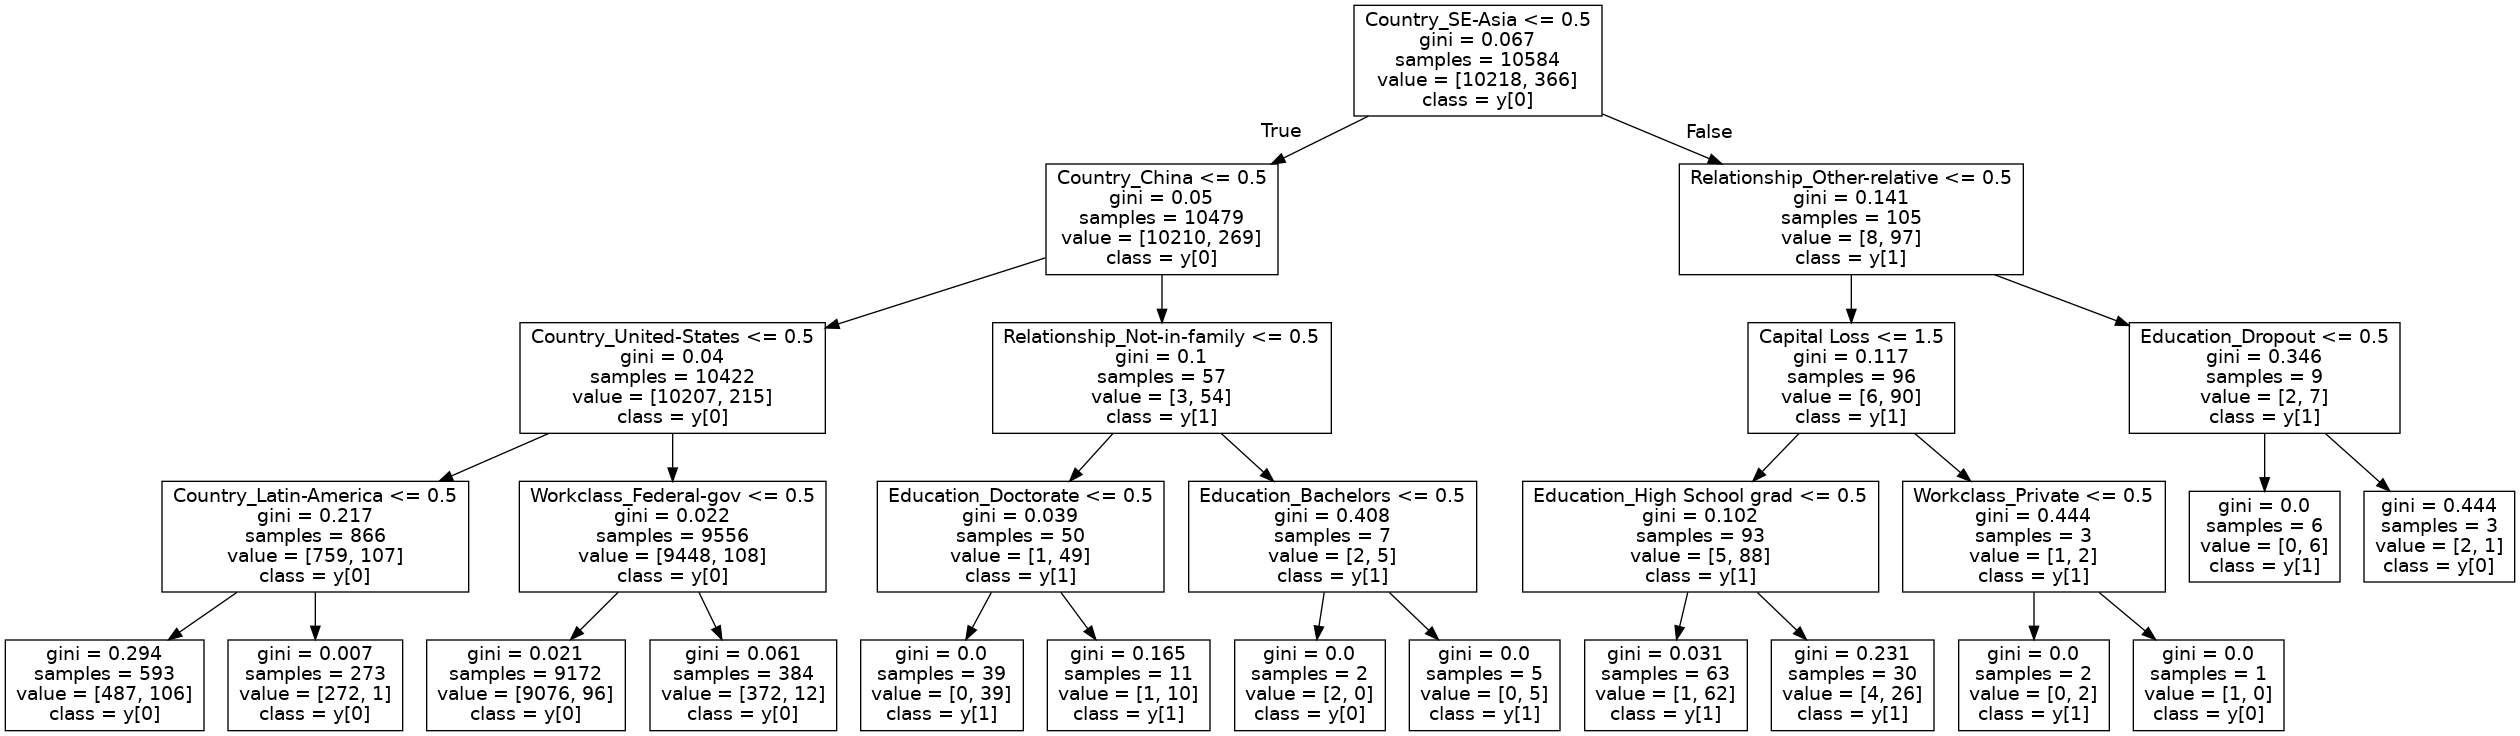 Country_SE-Asia <= 0.5
gini = 0.067
samples = 10584
value = [10218, 366]
class = y[0]
True
False
Country_China <= 0.5
gini = 0.05
samples = 10479
value = [10210, 269]
class = y[0]
Relationship_Other-relative <= 0.5
gini = 0.141
samples = 105
value = [8, 97]
class = y[1]
Country_United-States <= 0.5
gini = 0.04
samples = 10422
value = [10207, 215]
class = y[0]
Relationship_Not-in-family <= 0.5
gini = 0.1
samples = 57
value = [3, 54]
class = y[1]
Capital Loss <= 1.5
gini = 0.117
samples = 96
value = [6, 90]
class = y[1]
Education_Dropout <= 0.5
gini = 0.346
samples = 9
value = [2, 7]
class = y[1]
Country_Latin-America <= 0.5
gini = 0.217
samples = 866
value = [759, 107]
class = y[0]
Workclass_Federal-gov <= 0.5
gini = 0.022
samples = 9556
value = [9448, 108]
class = y[0]
Education_Doctorate <= 0.5
gini = 0.039
samples = 50
value = [1, 49]
class = y[1]
Education_Bachelors <= 0.5
gini = 0.408
samples = 7
value = [2, 5]
class = y[1]
Education_High School grad <= 0.5
gini = 0.102
samples = 93
value = [5, 88]
class = y[1]
Workclass_Private <= 0.5
gini = 0.444
samples = 3
value = [1, 2]
class = y[1]
gini = 0.0
samples = 6
value = [0, 6]
class = y[1]
gini = 0.444
samples = 3
value = [2, 1]
class = y[0]
gini = 0.294
samples = 593
value = [487, 106]
class = y[0]
gini = 0.007
samples = 273
value = [272, 1]
class = y[0]
gini = 0.021
samples = 9172
value = [9076, 96]
class = y[0]
gini = 0.061
samples = 384
value = [372, 12]
class = y[0]
gini = 0.0
samples = 39
value = [0, 39]
class = y[1]
gini = 0.165
samples = 11
value = [1, 10]
class = y[1]
gini = 0.0
samples = 2
value = [2, 0]
class = y[0]
gini = 0.0
samples = 5
value = [0, 5]
class = y[1]
gini = 0.031
samples = 63
value = [1, 62]
class = y[1]
gini = 0.231
samples = 30
value = [4, 26]
class = y[1]
gini = 0.0
samples = 2
value = [0, 2]
class = y[1]
gini = 0.0
samples = 1
value = [1, 0]
class = y[0]